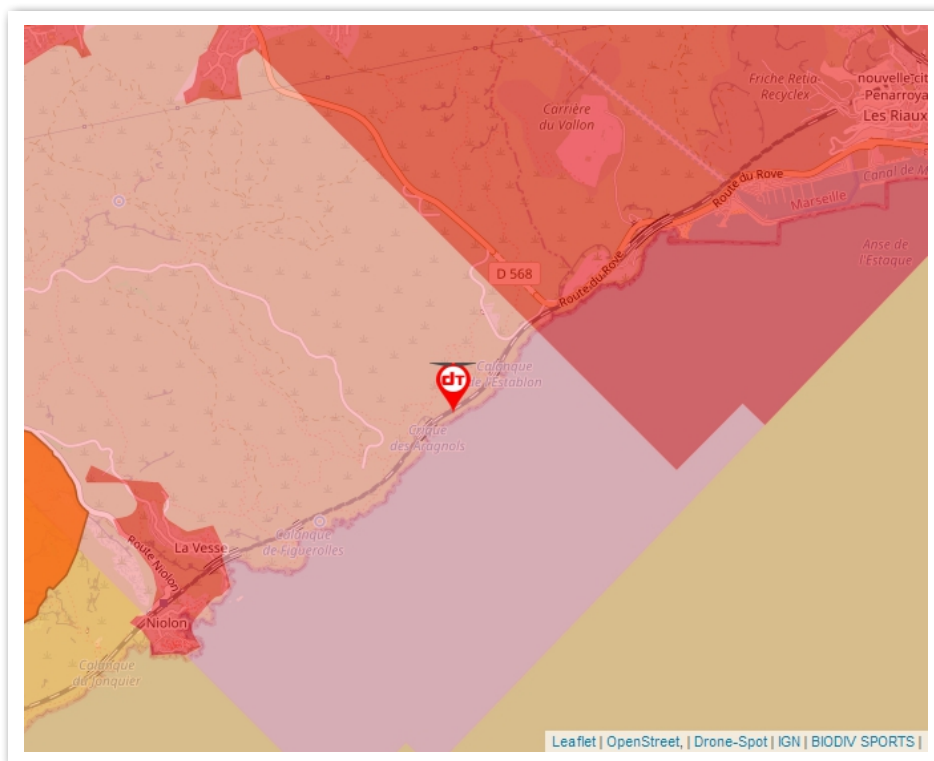 Friche Retia-
Recyclex
nouvelle cit
Penarroya
Les Riaux
Carrière
du Vallon
Route du Rove
Canal de M
Marseille
Anse de
l'Estaque
D 568
Route du Rove
dT
Calanque
de l'Establon
Crique
des Aragnols
Calanque
de Figuerolles
La Vesse
Route Niolon
Niolon
Calanque
du Jonquier
Leaflet | OpenStreet, | Drone-Spot | IGN | BIODIV SPORTS |